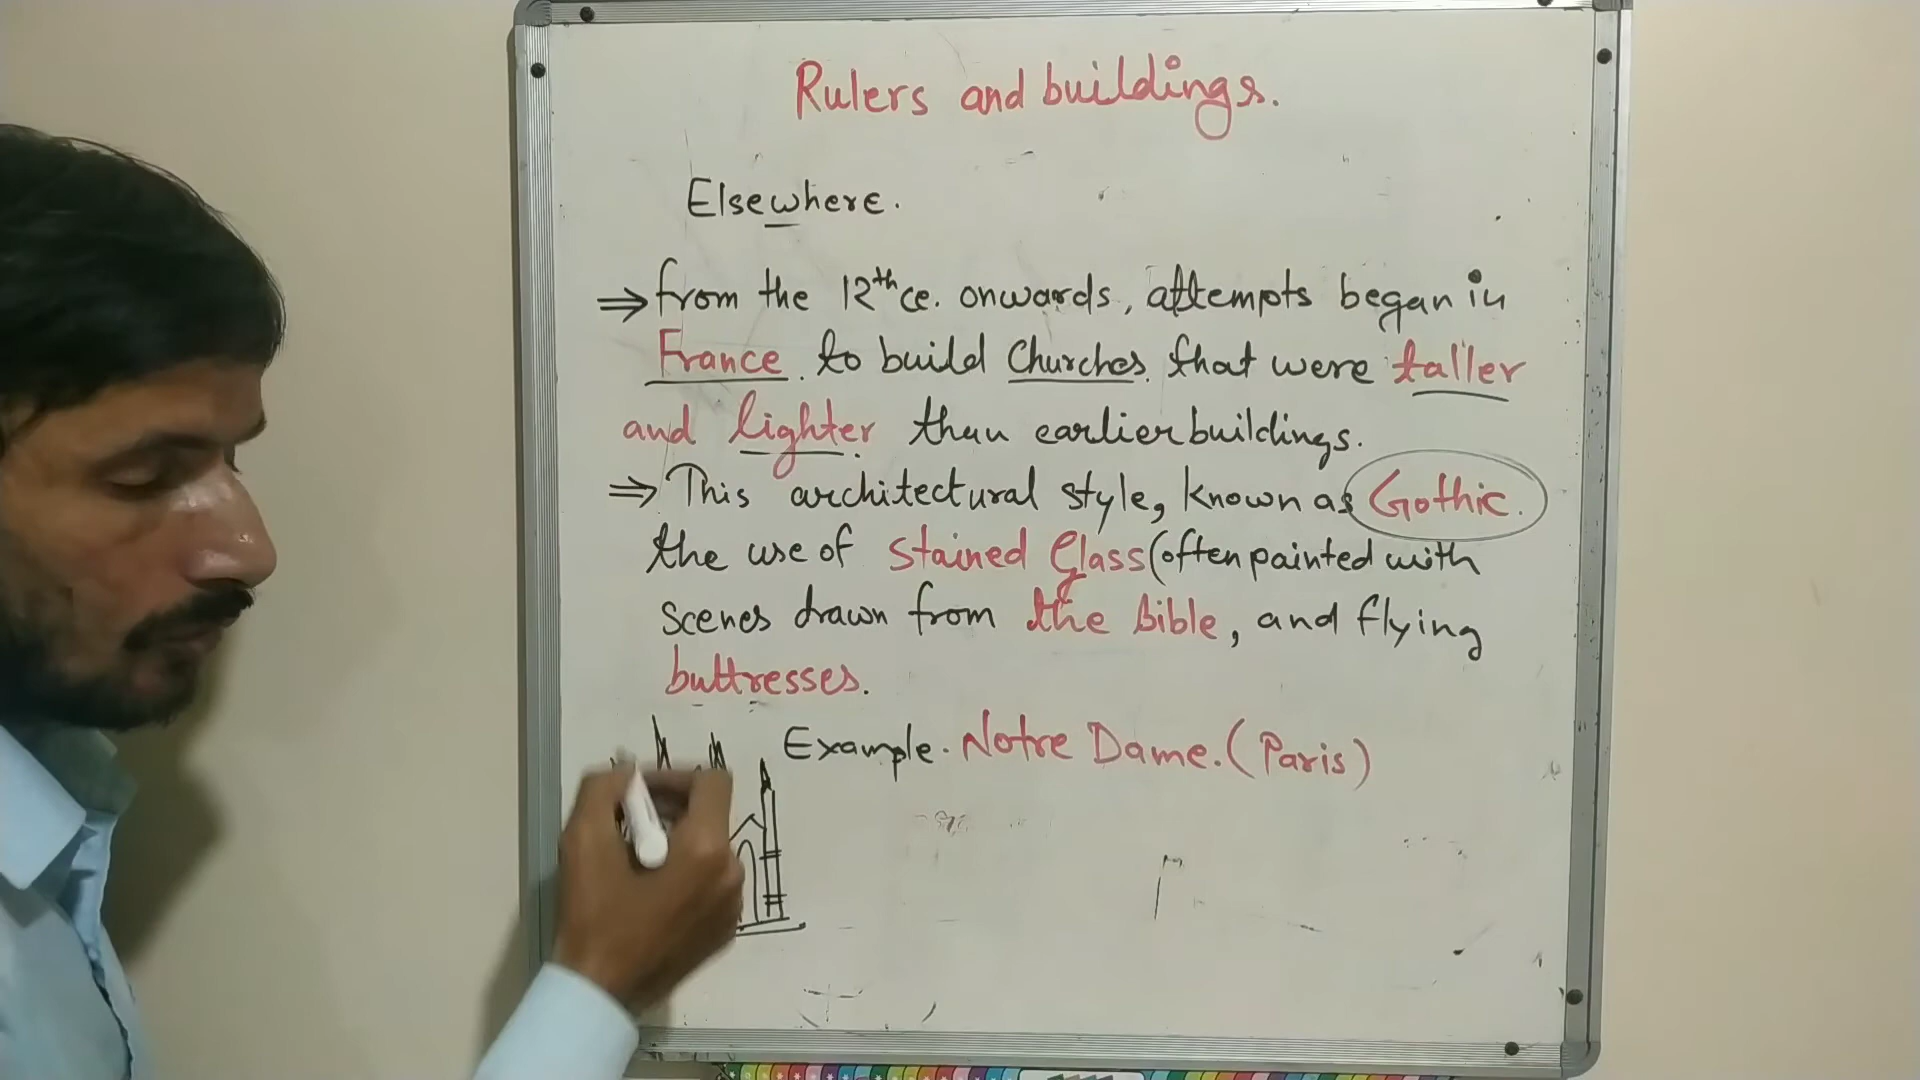 Rulers and buildings.
Elsewhere.
⇒ from the 12th ce. onwards, attempts began in
France. to build Churches. that were taller
and lighter than earlier buildings.
⇒ This architectural style, known as Gothic.
the use of stained Glass (often painted with
scenes drawn from the bible, and flying
buttresses.
Example. Notre Dame. (Paris)